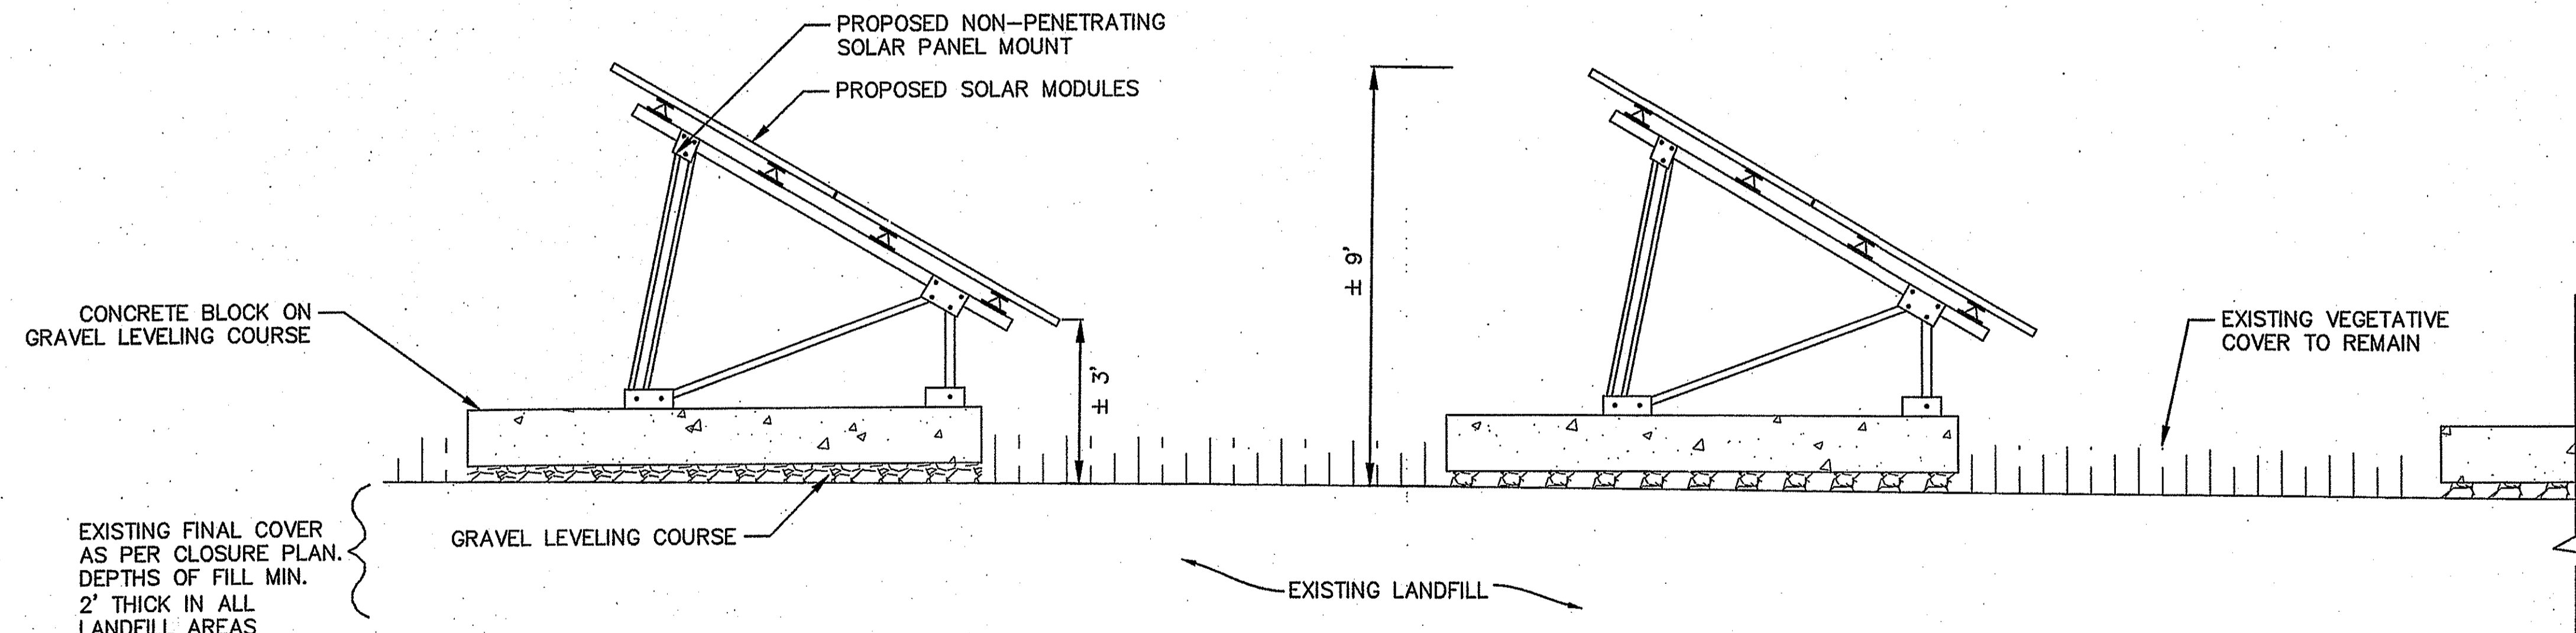 PROPOSED NON-PENETRATING
SOLAR PANEL MOUNT
PROPOSED SOLAR MODULES
± 9'
CONCRETE BLOCK ON
GRAVEL LEVELING COURSE
± 3'
EXISTING VEGETATIVE
COVER TO REMAIN
EXISTING FINAL COVER
AS PER CLOSURE PLAN.
DEPTHS OF FILL MIN.
2' THICK IN ALL
LANDFILL AREAS
GRAVEL LEVELING COURSE
EXISTING LANDFILL